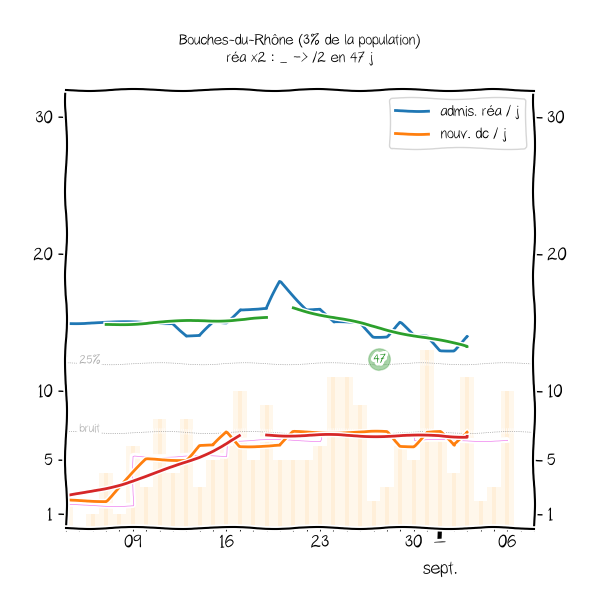 Bouches-du-Rhône (3% de la population)
réa x2 : _ -> /2 en 47 j
admis. réa / j
nouv. dc / j
30
30
20
20
25%
47
10
10
bruit
5
5
1
1
09
16
23
30
06
sept.